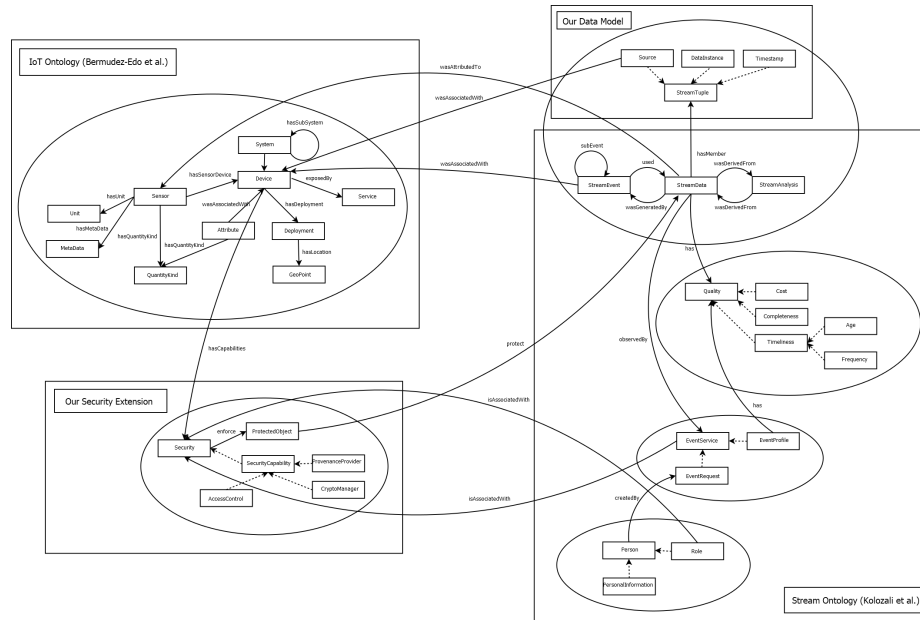 Our Data Model
IoT Ontology (Bermudez-Edo et al.)
Source
DataInstance
Timestamp
wasAttributedTo
StreamTuple
wasAssociatedWith
hasSubSystem
System
hasMember
subEvent
used
wasDerivedFrom
wasAssociatedWith
hasSensorDevice
Device
exposedBy
StreamEvent
StreamData
StreamAnalysis
hasUnit
Sensor
Service
wasAssociatedWith
hasDeployment
wasGeneratedBy
wasDerivedFrom
Unit
hasMetaData
Attribute
Deployment
hasQuantityKind
hasQuantityKind
MetaData
hasLocation
has
QuantityKind
GeoPoint
Quality
Cost
Completeness
Age
Timeliness
Frequency
hasCapabilities
protect
observedBy
Our Security Extension
isAssociatedWith
has
enforce
ProtectedObject
Security
EventService
EventProfile
SecurityCapability
ProvenanceProvider
EventRequest
AccessControl
CryptoManager
isAssociatedWith
createdBy
Person
Role
PersonalInformation
Stream Ontology (Kolozali et al.)